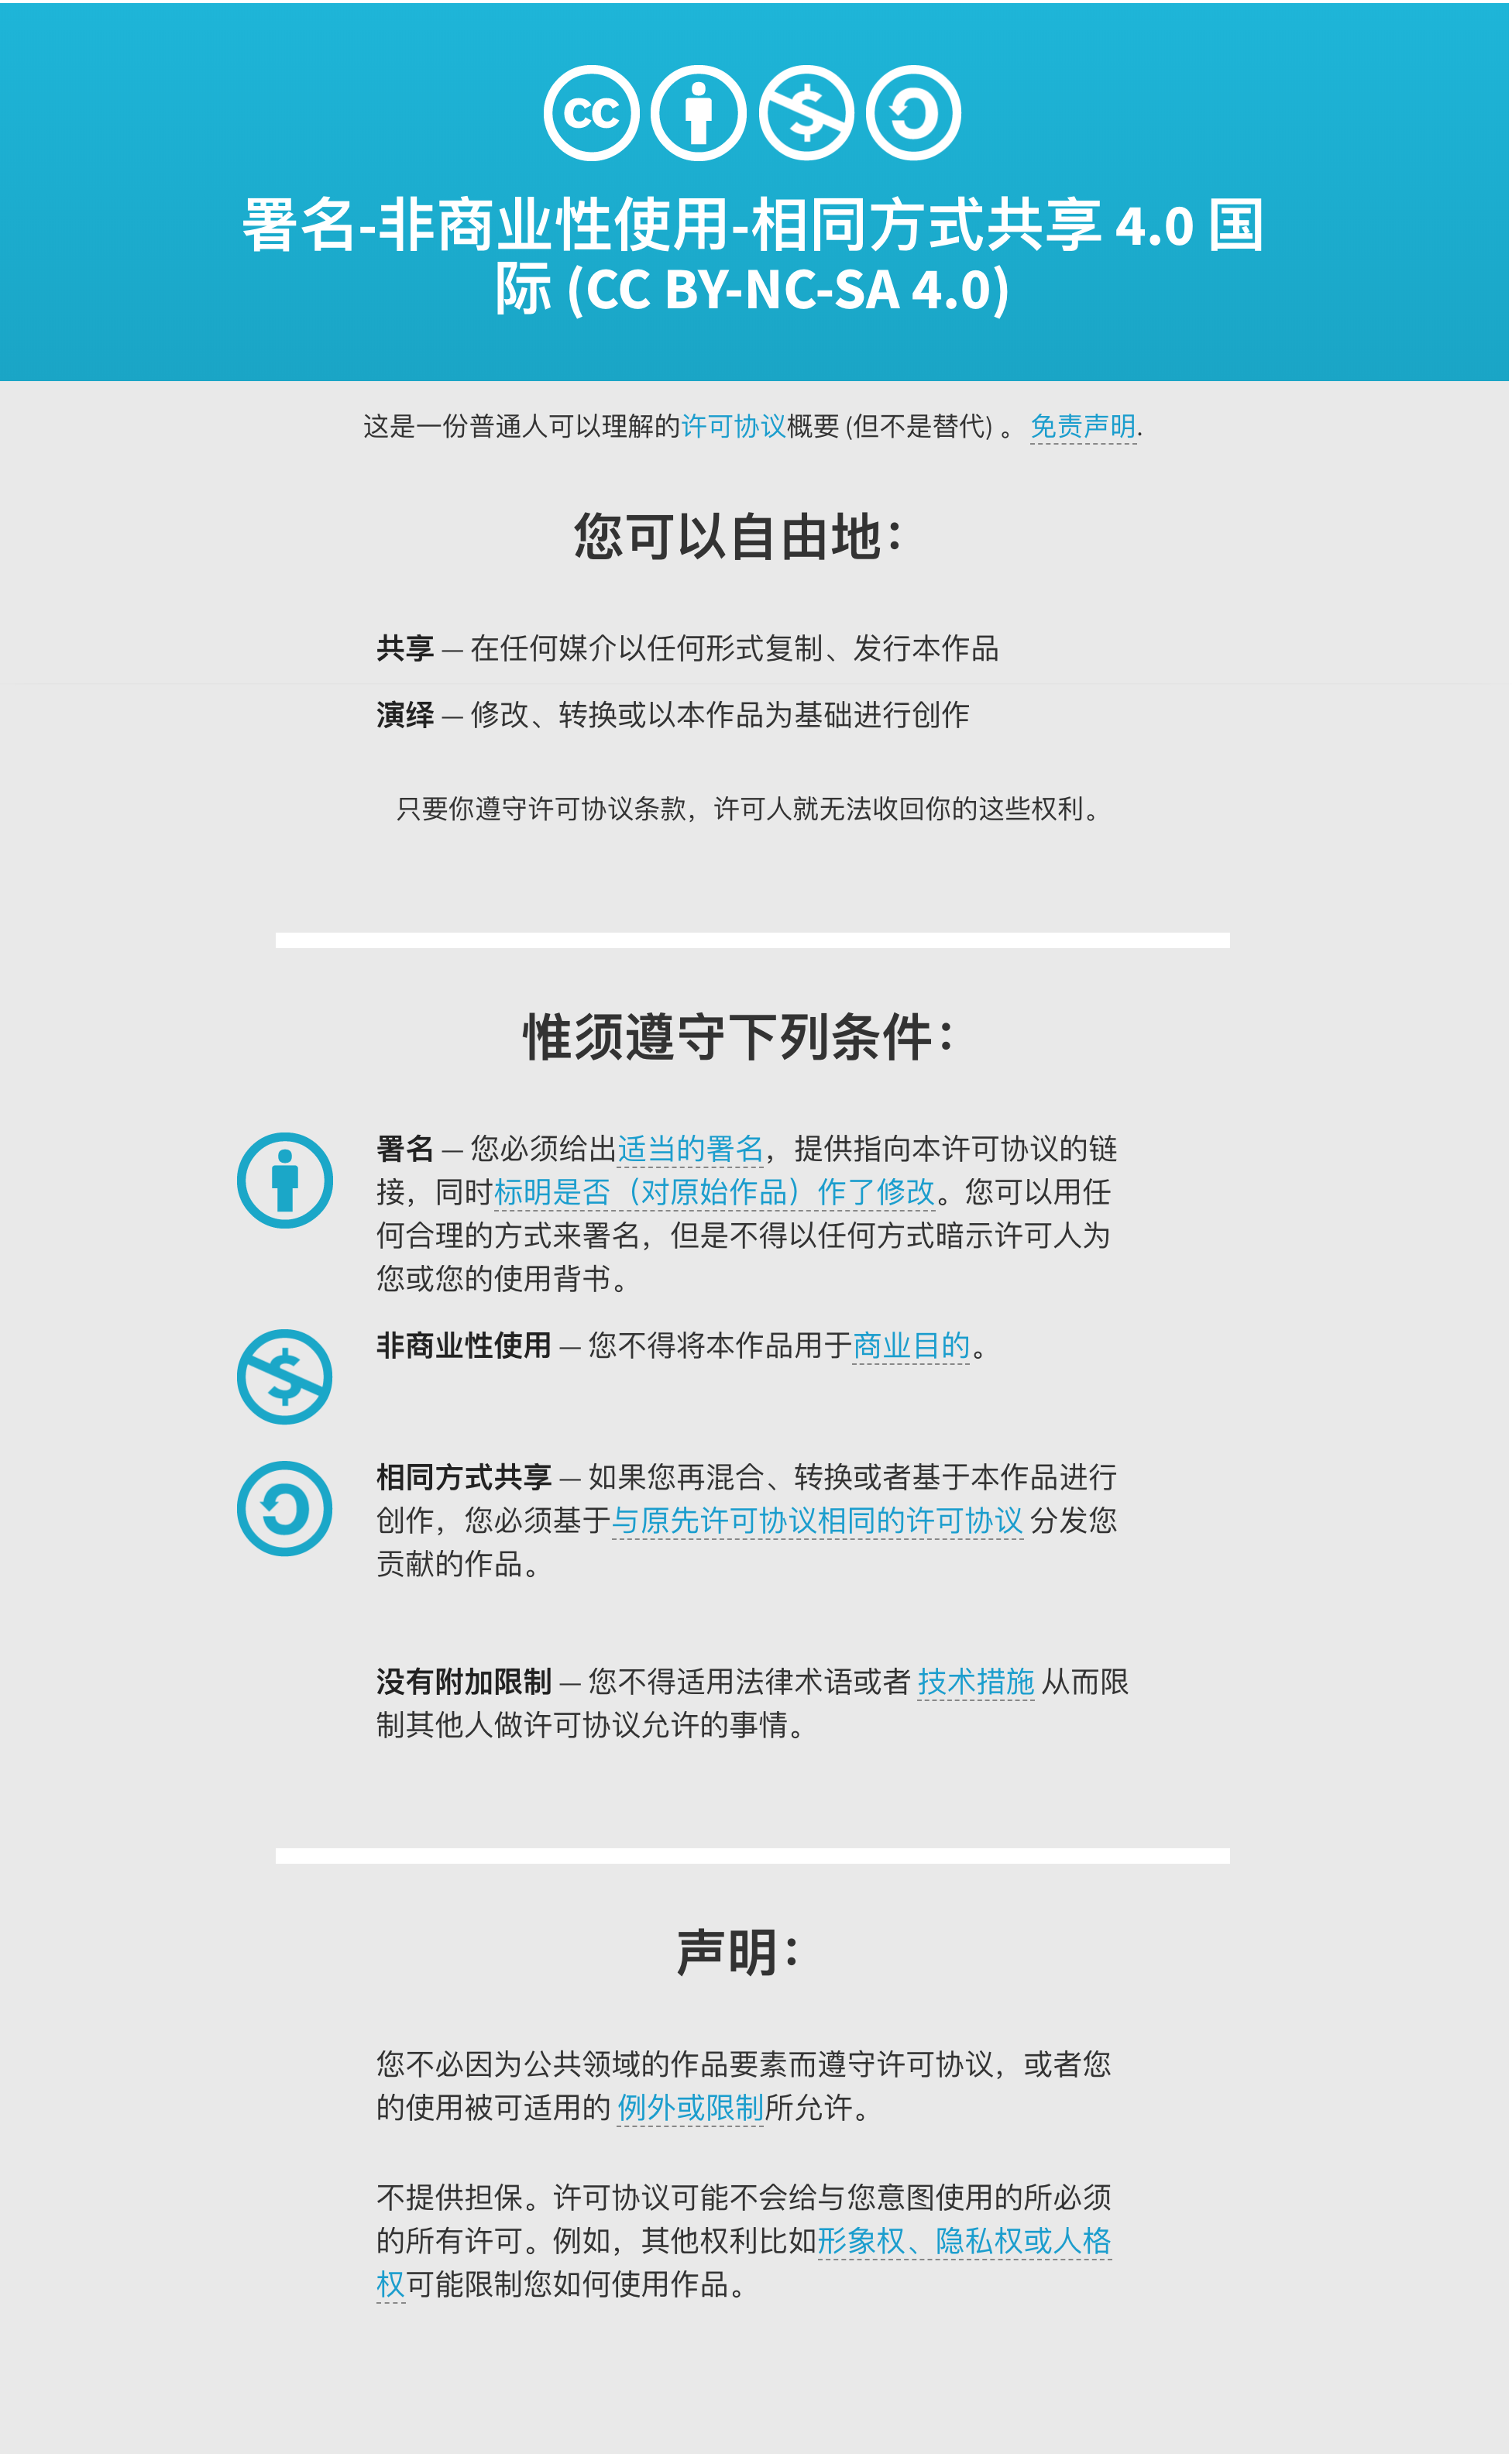 CC
署名-非商业性使用-相同方式共享 4.0 国
际 (CC BY-NC-SA 4.0)
这是一份普通人可以理解的许可协议概要 (但不是替代) 。 免责声明.
您可以自由地：
共享 — 在任何媒介以任何形式复制、发行本作品
演绎 — 修改、转换或以本作品为基础进行创作
只要你遵守许可协议条款，许可人就无法收回你的这些权利。
惟须遵守下列条件：
署名 — 您必须给出适当的署名，提供指向本许可协议的链
接，同时标明是否（对原始作品）作了修改。您可以用任
何合理的方式来署名，但是不得以任何方式暗示许可人为
您或您的使用背书。
非商业性使用 — 您不得将本作品用于商业目的。
相同方式共享 — 如果您再混合、转换或者基于本作品进行
创作，您必须基于与原先许可协议相同的许可协议 分发您
贡献的作品。
没有附加限制 — 您不得适用法律术语或者 技术措施 从而限
制其他人做许可协议允许的事情。
声明：
您不必因为公共领域的作品要素而遵守许可协议，或者您
的使用被可适用的 例外或限制所允许。
不提供担保。许可协议可能不会给与您意图使用的所必须
的所有许可。例如，其他权利比如形象权、隐私权或人格
权可能限制您如何使用作品。